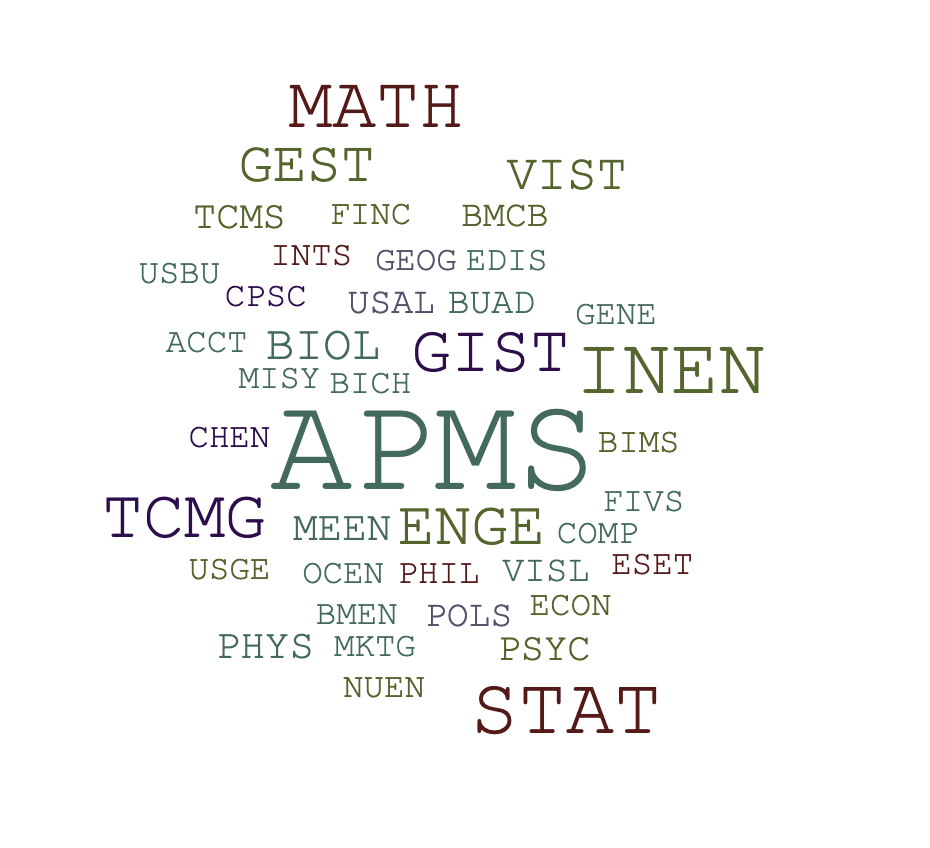 MATH
GEST VIST
TCMS FINC BMCB
INTS GEOG EDIS
USBU
CPSC USAL BUAD
GENE
ACCT BIOL GIST INEN
MISY BICH
CHEN APMS BIMS
FIVS
TCMG MEEN ENGE COMP
USGE OCEN PHIL VISL ESET
BMEN POLS ECON
PHYS MKTG PSYC
NUEN
STAT